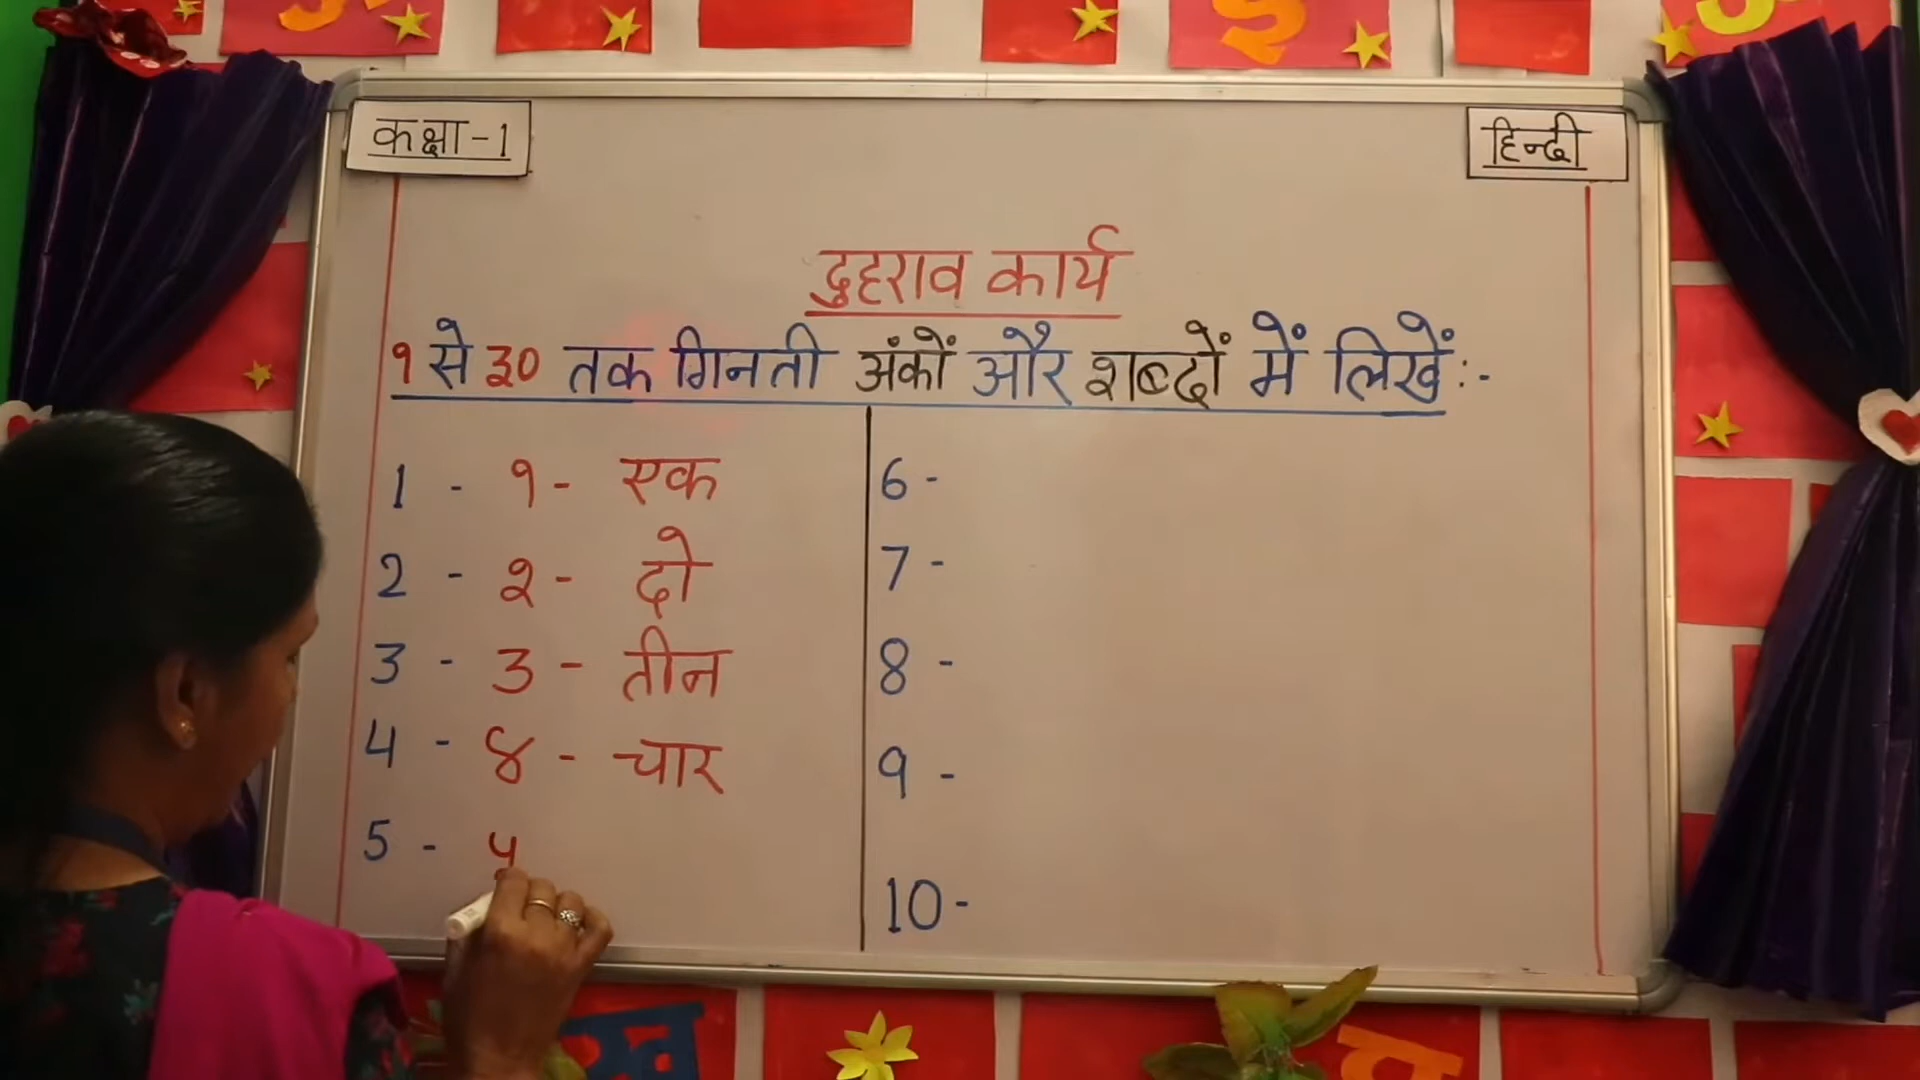 कक्षा-1
हिन्दी
दुहराव कार्य
१ से ३० तक गिनती अंकों और शब्दों में लिखें:-
1 - १ - एक
2 - २ - दो
3 - ३ - तीन
4 - ४ - चार
5 - ५
6 -
7 -
8 -
9 -
10 -